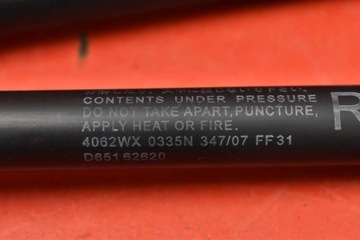 CONTENTS UNDER PRESSURE
DO NOT TAKE APART, PUNCTURE,
APPLY HEAT OR FIRE.
4062WX 0335N 347/07 FF31
D65162620
R